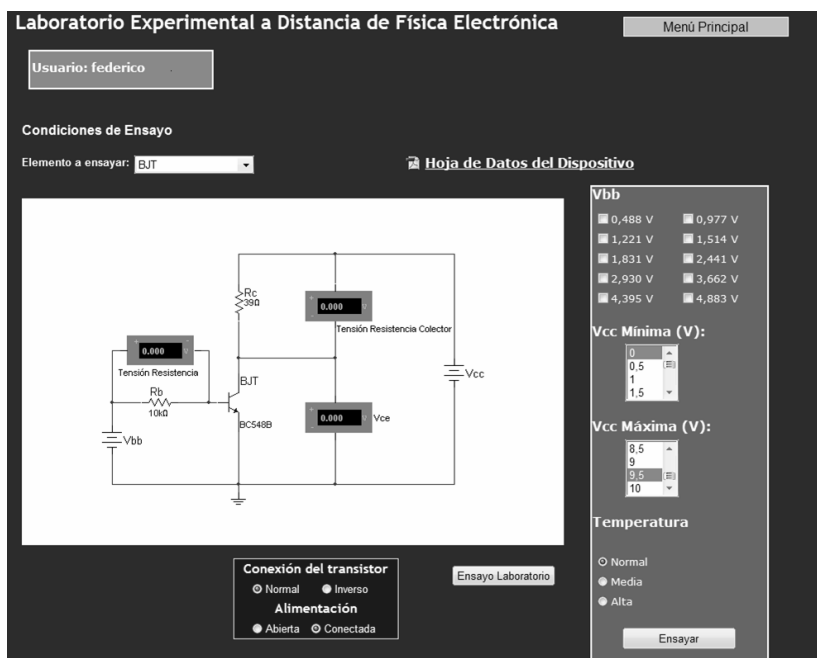 Laboratorio Experimental a Distancia de Física Electrónica
Menú Principal
Usuario: federico
Condiciones de Ensayo
Elemento a ensayar: BJT
Hoja de Datos del Dispositivo
Rc
39Ω
0.000 V
Tensión Resistencia Colector
0.000 V
Tensión Resistencia
Rb
10kΩ
BJT
BC548B
Vcc
0.000 V Vce
Vbb
Vbb
0,488 V 0,977 V
1,221 V 1,514 V
1,831 V 2,441 V
2,930 V 3,662 V
4,395 V 4,883 V
Vcc Mínima (V):
0
0,5
1
1,5
Vcc Máxima (V):
8,5
9
9,5
10
Temperatura
Normal
Media
Alta
Ensayar
Conexión del transistor
Normal Inverso
Alimentación
Abierta Conectada
Ensayo Laboratorio